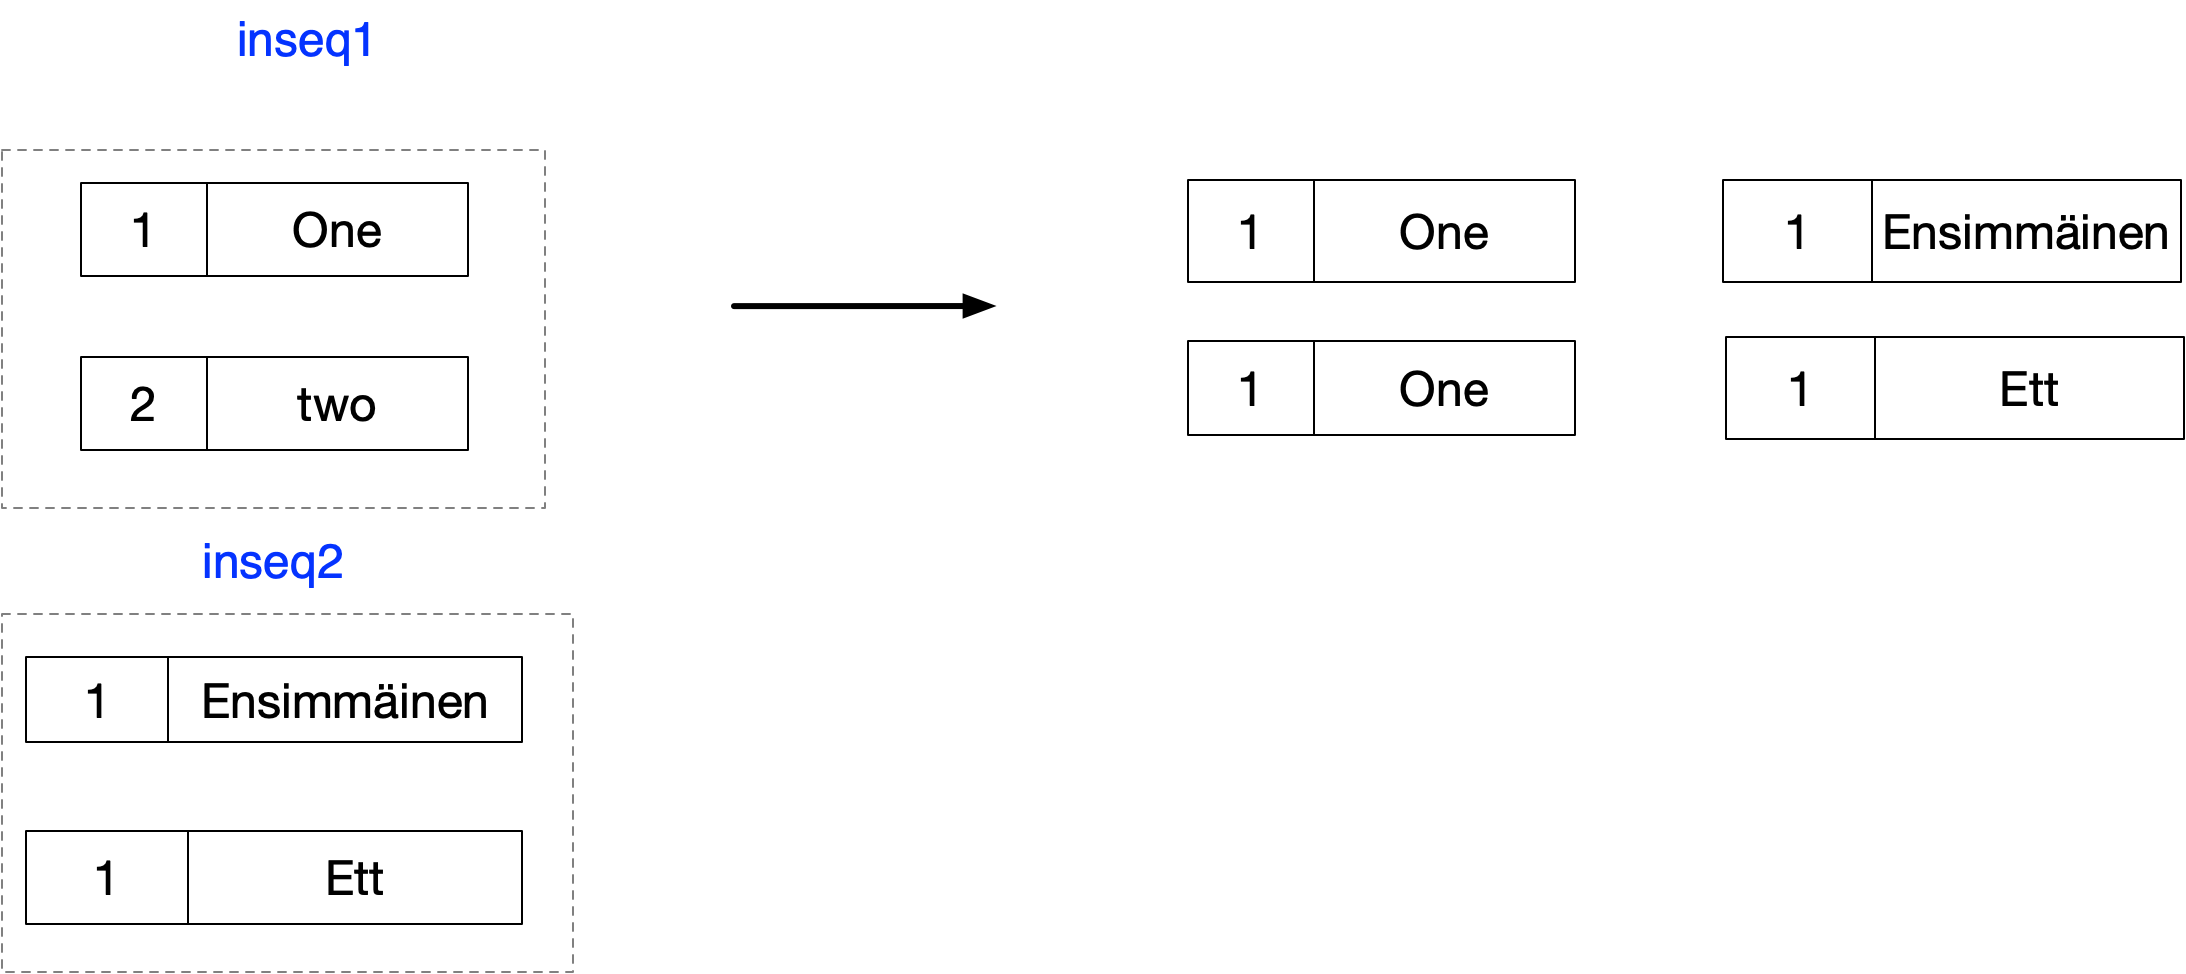 inseq1
1 One
2 two
inseq2
1 Ensimmäinen
1 Ett
1 One 1 Ensimmäinen
1 One 1 Ett